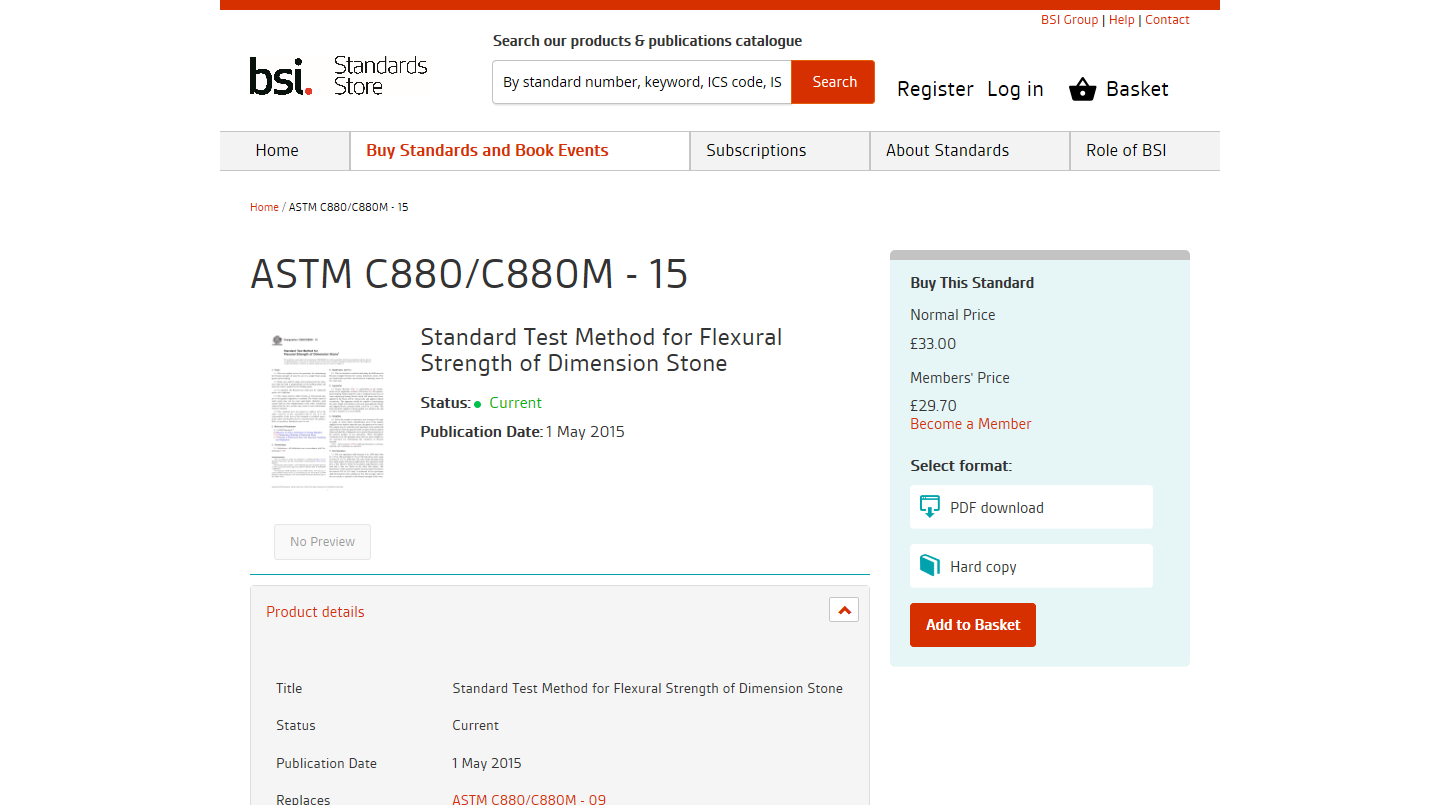 BSI Group | Help | Contact
Search our products & publications catalogue
bsi. Standards Store
By standard number, keyword, ICS code, IS
Search
Register Log in Basket
Home
Buy Standards and Book Events
Subscriptions
About Standards
Role of BSI
Home / ASTM C880/C880M - 15
ASTM C880/C880M - 15
Standard Test Method for Flexural
Strength of Dimension Stone
Status: Current
Publication Date: 1 May 2015
No Preview
Buy This Standard
Normal Price
£33.00
Members' Price
£29.70
Become a Member
Select format:
PDF download
Hard copy
Add to Basket
Product details
Title Standard Test Method for Flexural Strength of Dimension Stone
Status Current
Publication Date 1 May 2015
Replaces ASTM C880/C880M - 09